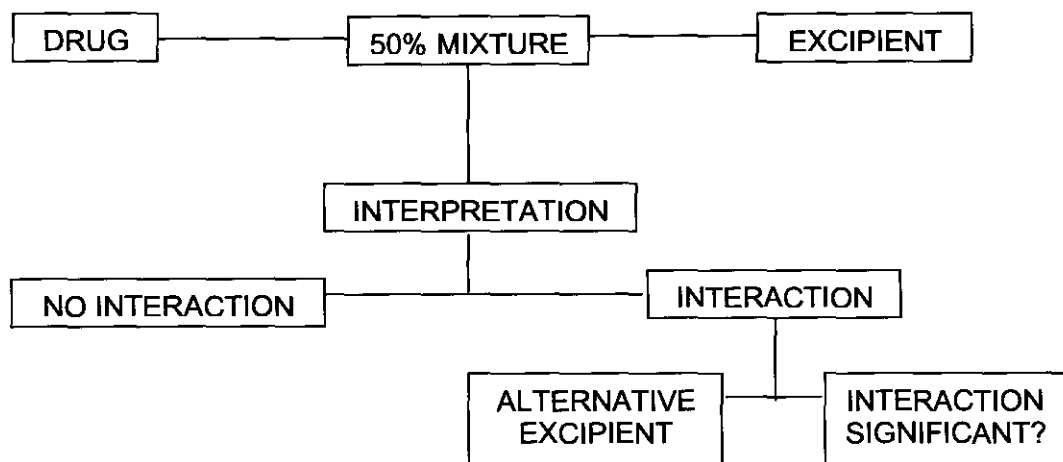 DRUG
50% MIXTURE
EXCIPIENT
INTERPRETATION
NO INTERACTION
INTERACTION
ALTERNATIVE
EXCIPIENT
INTERACTION
SIGNIFICANT?